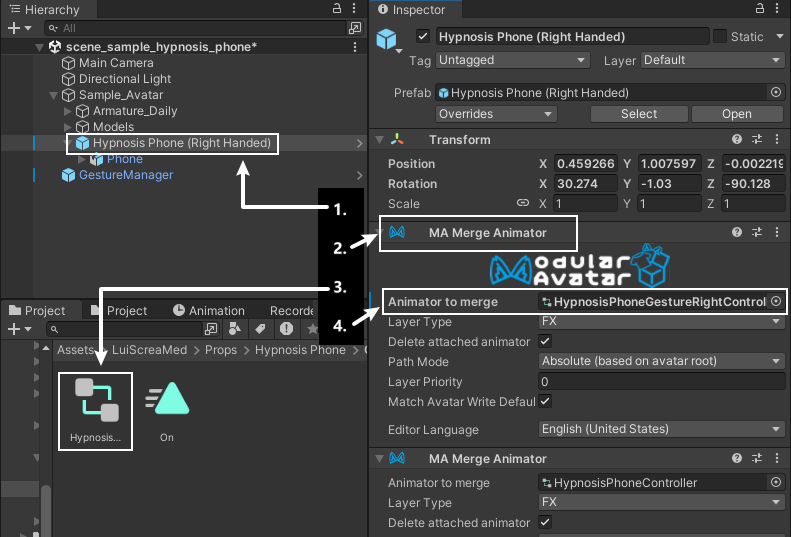 Hierarchy
All
scene_sample_hypnosis_phone*
Main Camera
Directional Light
Sample_Avatar
Armature_Daily
Models
Hypnosis Phone (Right Handed)
Phone
GestureManager
1.
2.
3.
4.
Project
Project
Animation
Recorde
Assets > LuiScreaMed > Props > Hypnosis Phone >
Hypnosis...
On
Inspector
Hypnosis Phone (Right Handed)
Static
Tag Untagged Layer Default
Prefab Hypnosis Phone (Right Handed)
Overrides Select Open
Transform
Position X 0.459266 Y 1.007597 Z -0.002219
Rotation X 30.274 Y -1.03 Z -90.128
Scale X 1 Y 1 Z 1
MA Merge Animator
Modular
Avatar
Animator to merge HypnosisPhoneGestureRightControl
Layer Type FX
Delete attached animator
Path Mode Absolute (based on avatar root)
Layer Priority 0
Match Avatar Write Defaul
Editor Language English (United States)
MA Merge Animator
Animator to merge HypnosisPhoneController
Layer Type FX
Delete attached animator